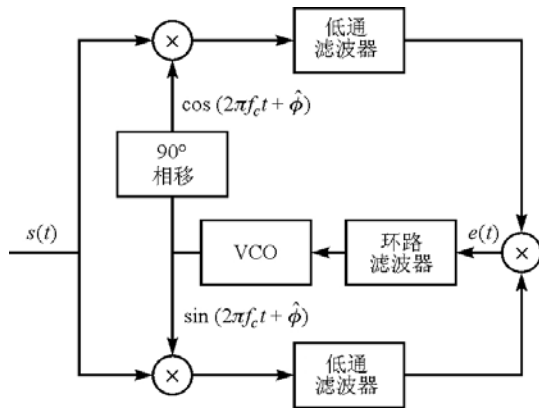 低通
滤波器
cos (2πf_c t + φ̂)
90°
相移
s(t)
VCO
环路
滤波器
e(t)
sin (2πf_c t + φ̂)
低通
滤波器